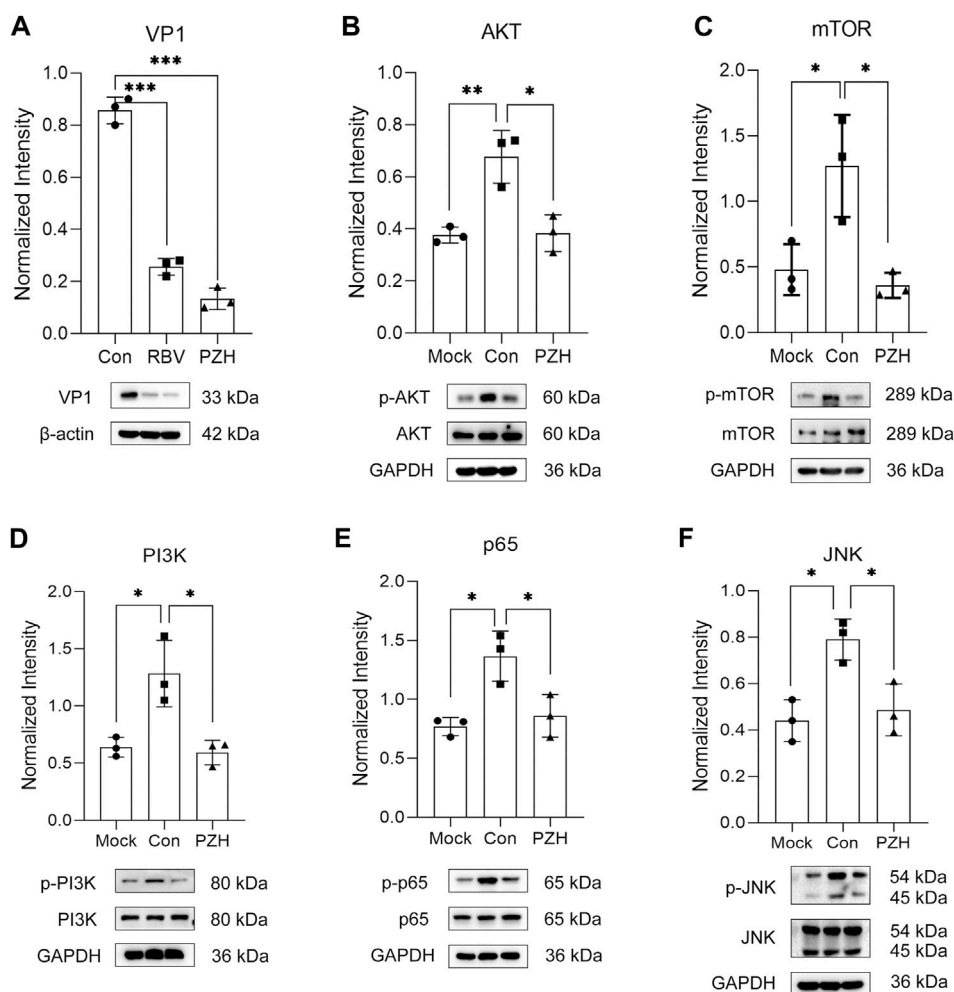 A
VP1
***
***
Normalized Intensity
1.0
0.8
0.6
0.4
0.2
0.0
Con RBV PZH
VP1 33 kDa
β-actin 42 kDa
B
AKT
** *
Normalized Intensity
1.0
0.8
0.6
0.4
0.2
0.0
Mock Con PZH
p-AKT 60 kDa
AKT 60 kDa
GAPDH 36 kDa
C
mTOR
* *
Normalized Intensity
2.0
1.5
1.0
0.5
0.0
Mock Con PZH
p-mTOR 289 kDa
mTOR 289 kDa
GAPDH 36 kDa
D
PI3K
* *
Normalized Intensity
2.0
1.5
1.0
0.5
0.0
Mock Con PZH
p-PI3K 80 kDa
PI3K 80 kDa
GAPDH 36 kDa
E
p65
* *
Normalized Intensity
2.0
1.5
1.0
0.5
0.0
Mock Con PZH
p-p65 65 kDa
p65 65 kDa
GAPDH 36 kDa
F
JNK
* *
Normalized Intensity
1.0
0.8
0.6
0.4
0.2
0.0
Mock Con PZH
p-JNK 54 kDa
45 kDa
JNK 54 kDa
45 kDa
GAPDH 36 kDa